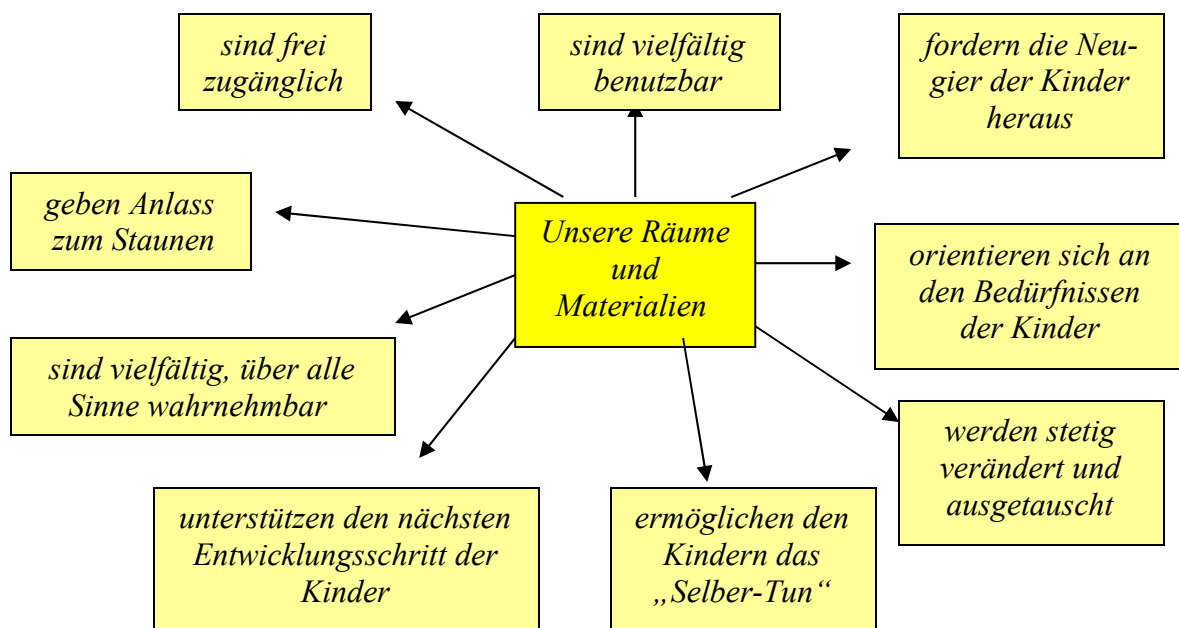 sind frei
zugänglich
sind vielfältig
benutzbar
fordern die Neu-
gier der Kinder
heraus
geben Anlass
zum Staunen
Unsere Räume
und
Materialien
orientieren sich an
den Bedürfnissen
der Kinder
sind vielfältig, über alle
Sinne wahrnehmbar
werden stetig
verändert und
ausgetauscht
unterstützen den nächsten
Entwicklungsschritt der
Kinder
ermöglichen den
Kindern das
„Selber-Tun“